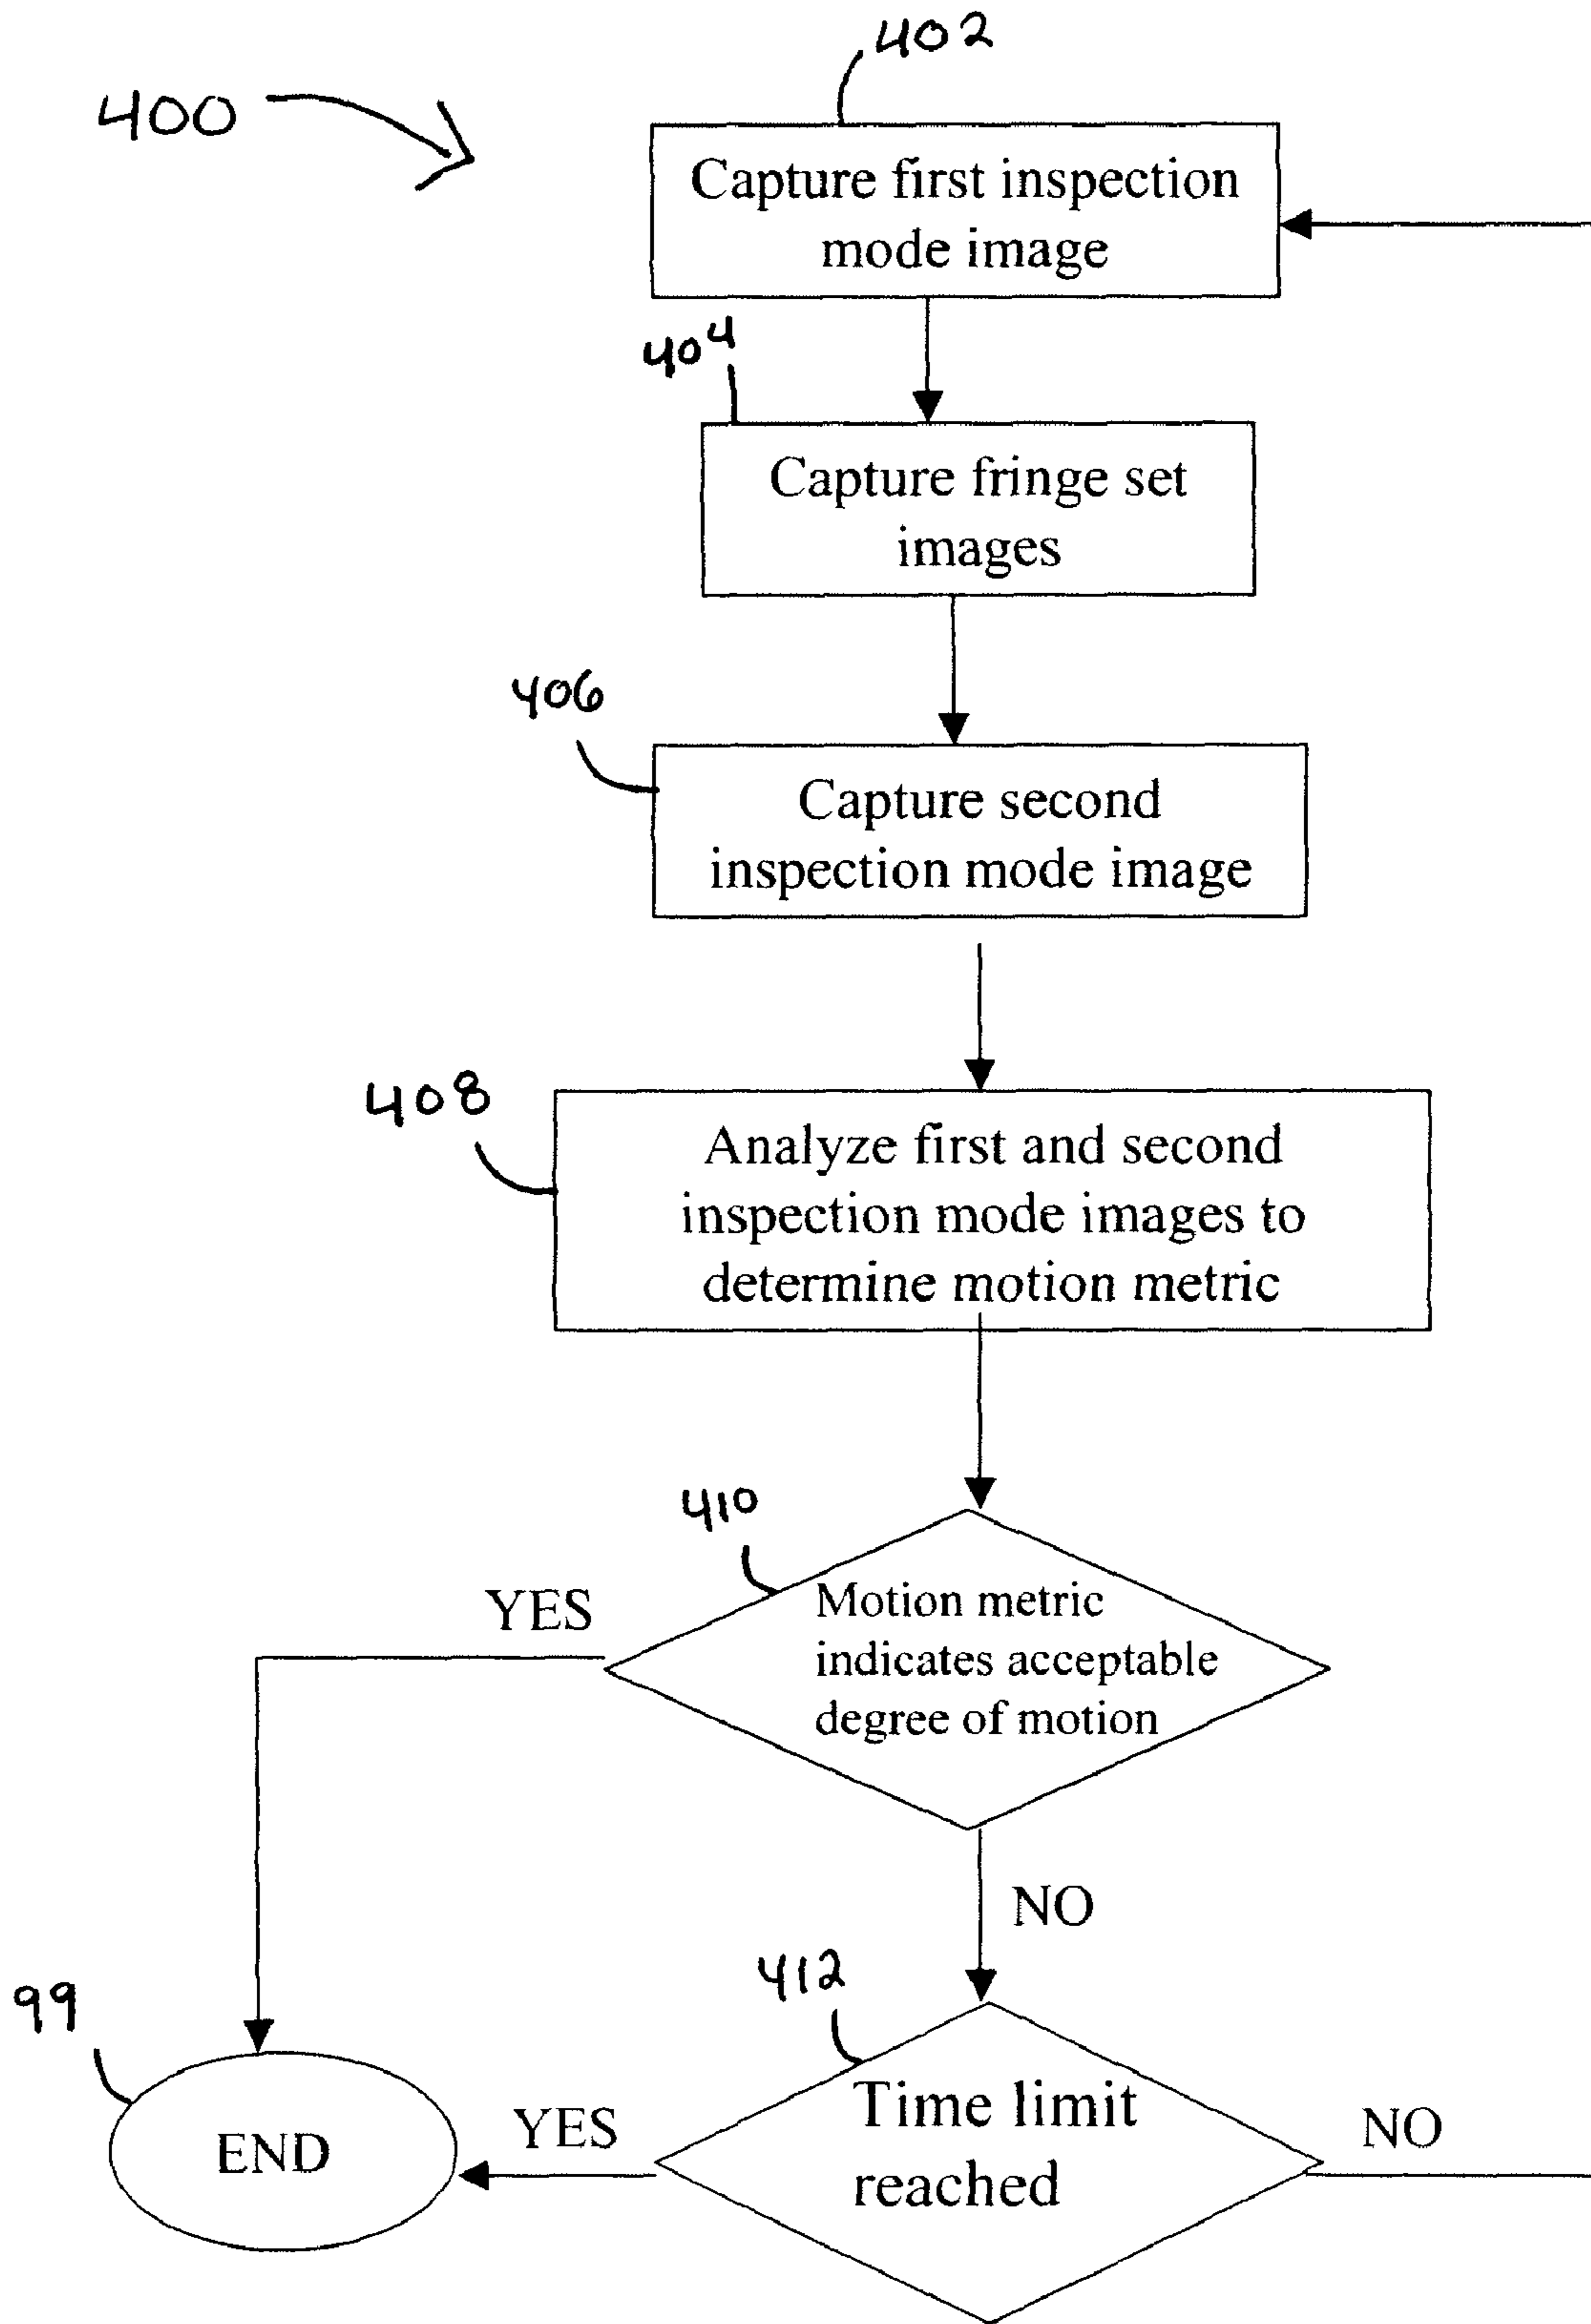 402
400
Capture first inspection
mode image
404
Capture fringe set
images
406
Capture second
inspection mode image
408
Analyze first and second
inspection mode images to
determine motion metric
410
YES
Motion metric
indicates acceptable
degree of motion
NO
412
99
Time limit
reached
YES
NO
END